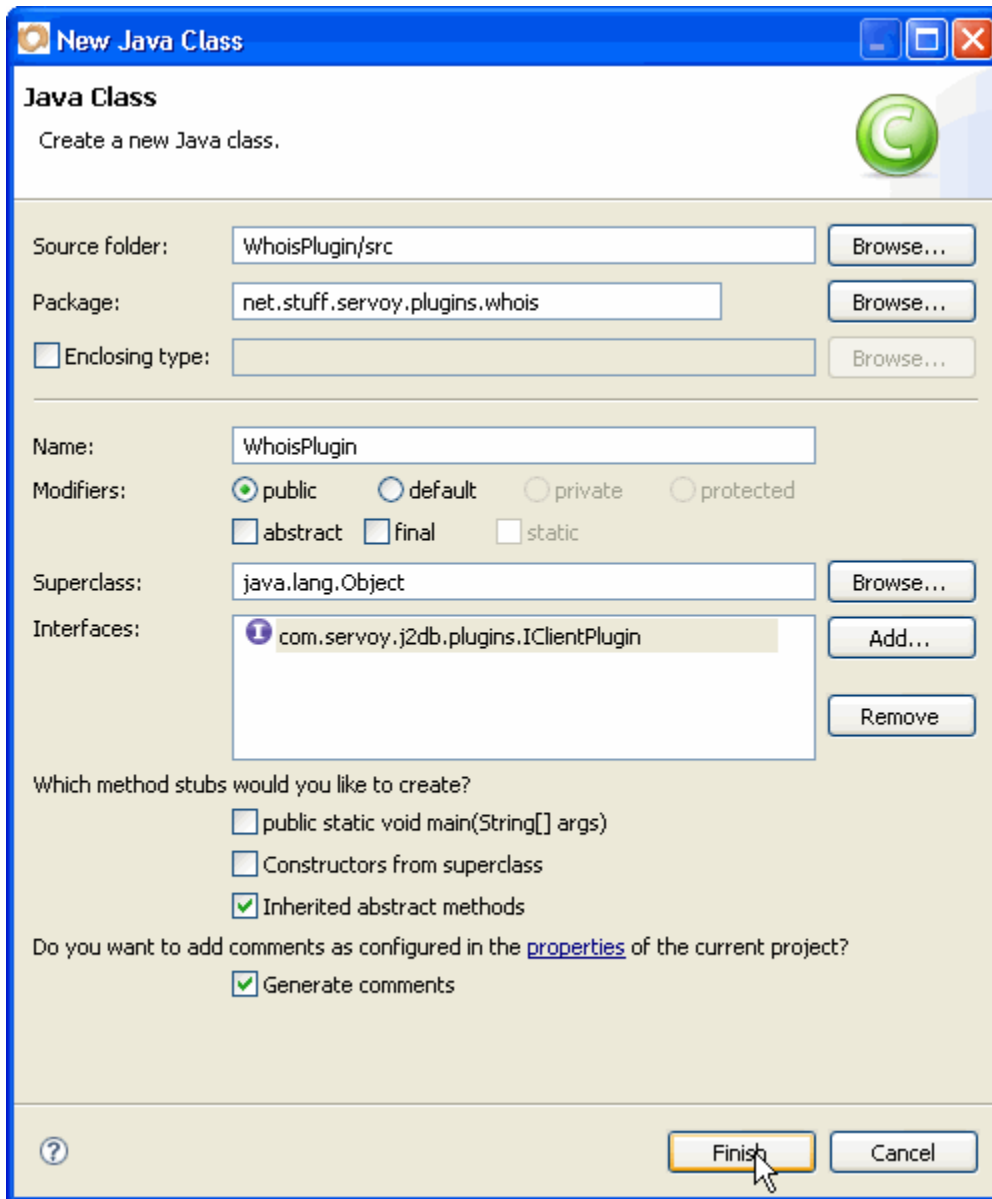 New Java Class
Java Class
Create a new Java class.
C
Source folder: WhoisPlugin/src Browse...
Package: net.stuff.servoy.plugins.whois Browse...
Enclosing type: Browse...
Name: WhoisPlugin
Modifiers: public default private protected
abstract final static
Superclass: java.lang.Object Browse...
Interfaces: I com.servoy.j2db.plugins.IClientPlugin Add...
Remove
Which method stubs would you like to create?
public static void main(String[] args)
Constructors from superclass
Inherited abstract methods
Do you want to add comments as configured in the properties of the current project?
Generate comments
? Finish Cancel